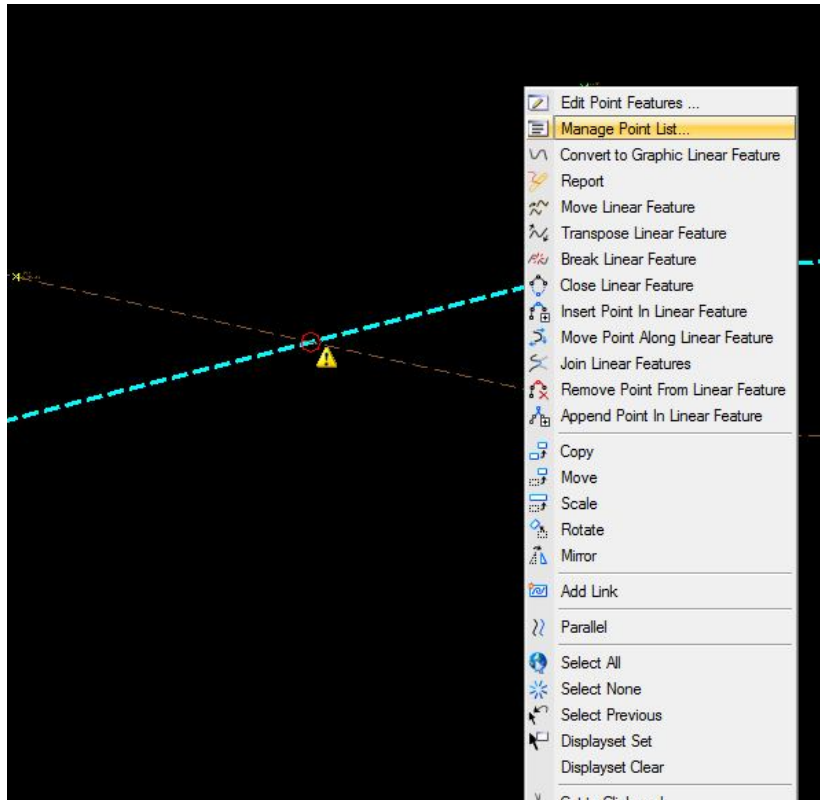 Edit Point Features ...
Manage Point List...
Convert to Graphic Linear Feature
Report
Move Linear Feature
Transpose Linear Feature
Break Linear Feature
Close Linear Feature
Insert Point In Linear Feature
Move Point Along Linear Feature
Join Linear Features
Remove Point From Linear Feature
Append Point In Linear Feature
Copy
Move
Scale
Rotate
Mirror
Add Link
Parallel
Select All
Select None
Select Previous
Displayset Set
Displayset Clear